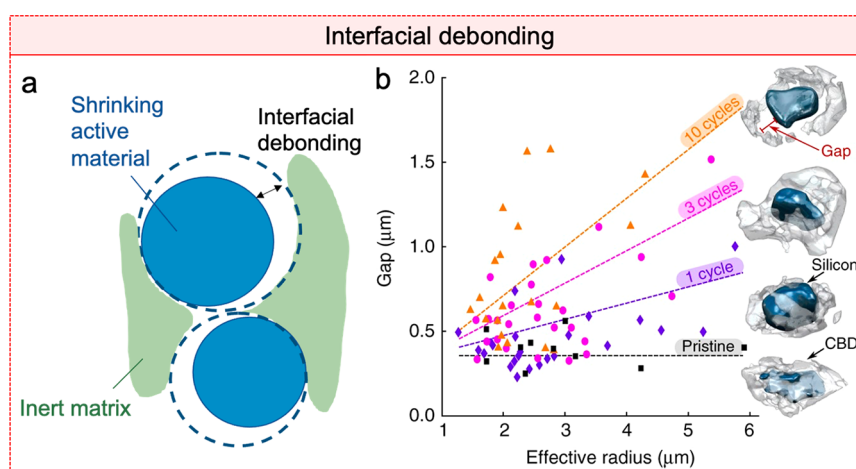 Interfacial debonding
a
Shrinking
active
material
Interfacial
debonding
Inert matrix
b
Gap (μm)
2.0
1.5
1.0
0.5
0.0
1
2
3
4
5
6
Effective radius (μm)
10 cycles
3 cycles
1 cycle
Pristine
Gap
Silicon
CBD